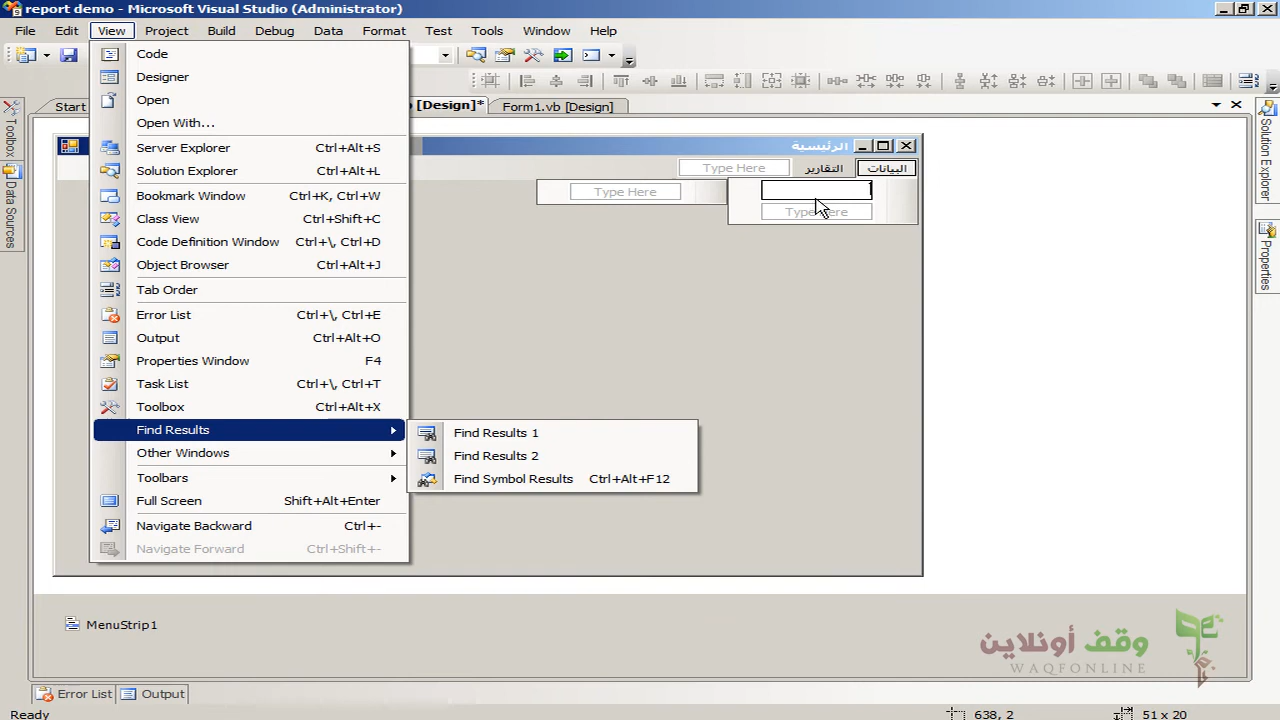 report demo - Microsoft Visual Studio (Administrator)
File Edit View Project Build Debug Data Format Test Tools Window Help
Start
[Design]* Form1.vb [Design]
Toolbox
Data Sources
Solution Explorer
Properties
Code
Designer
Open
Open With...
Server Explorer Ctrl+Alt+S
Solution Explorer Ctrl+Alt+L
Bookmark Window Ctrl+K, Ctrl+W
Class View Ctrl+Shift+C
Code Definition Window Ctrl+\, Ctrl+D
Object Browser Ctrl+Alt+J
Tab Order
Error List Ctrl+\, Ctrl+E
Output Ctrl+Alt+O
Properties Window F4
Task List Ctrl+\, Ctrl+T
Toolbox Ctrl+Alt+X
Find Results
Other Windows
Toolbars
Full Screen Shift+Alt+Enter
Navigate Backward Ctrl+-
Navigate Forward Ctrl+Shift+-
Find Results 1
Find Results 2
Find Symbol Results Ctrl+Alt+F12
الرئيسية
البيانات التقارير Type Here
Type Here
Type Here
MenuStrip1
وقف أونلاين
WAQFONLINE
Error List Output
Ready 638, 2 51 x 20